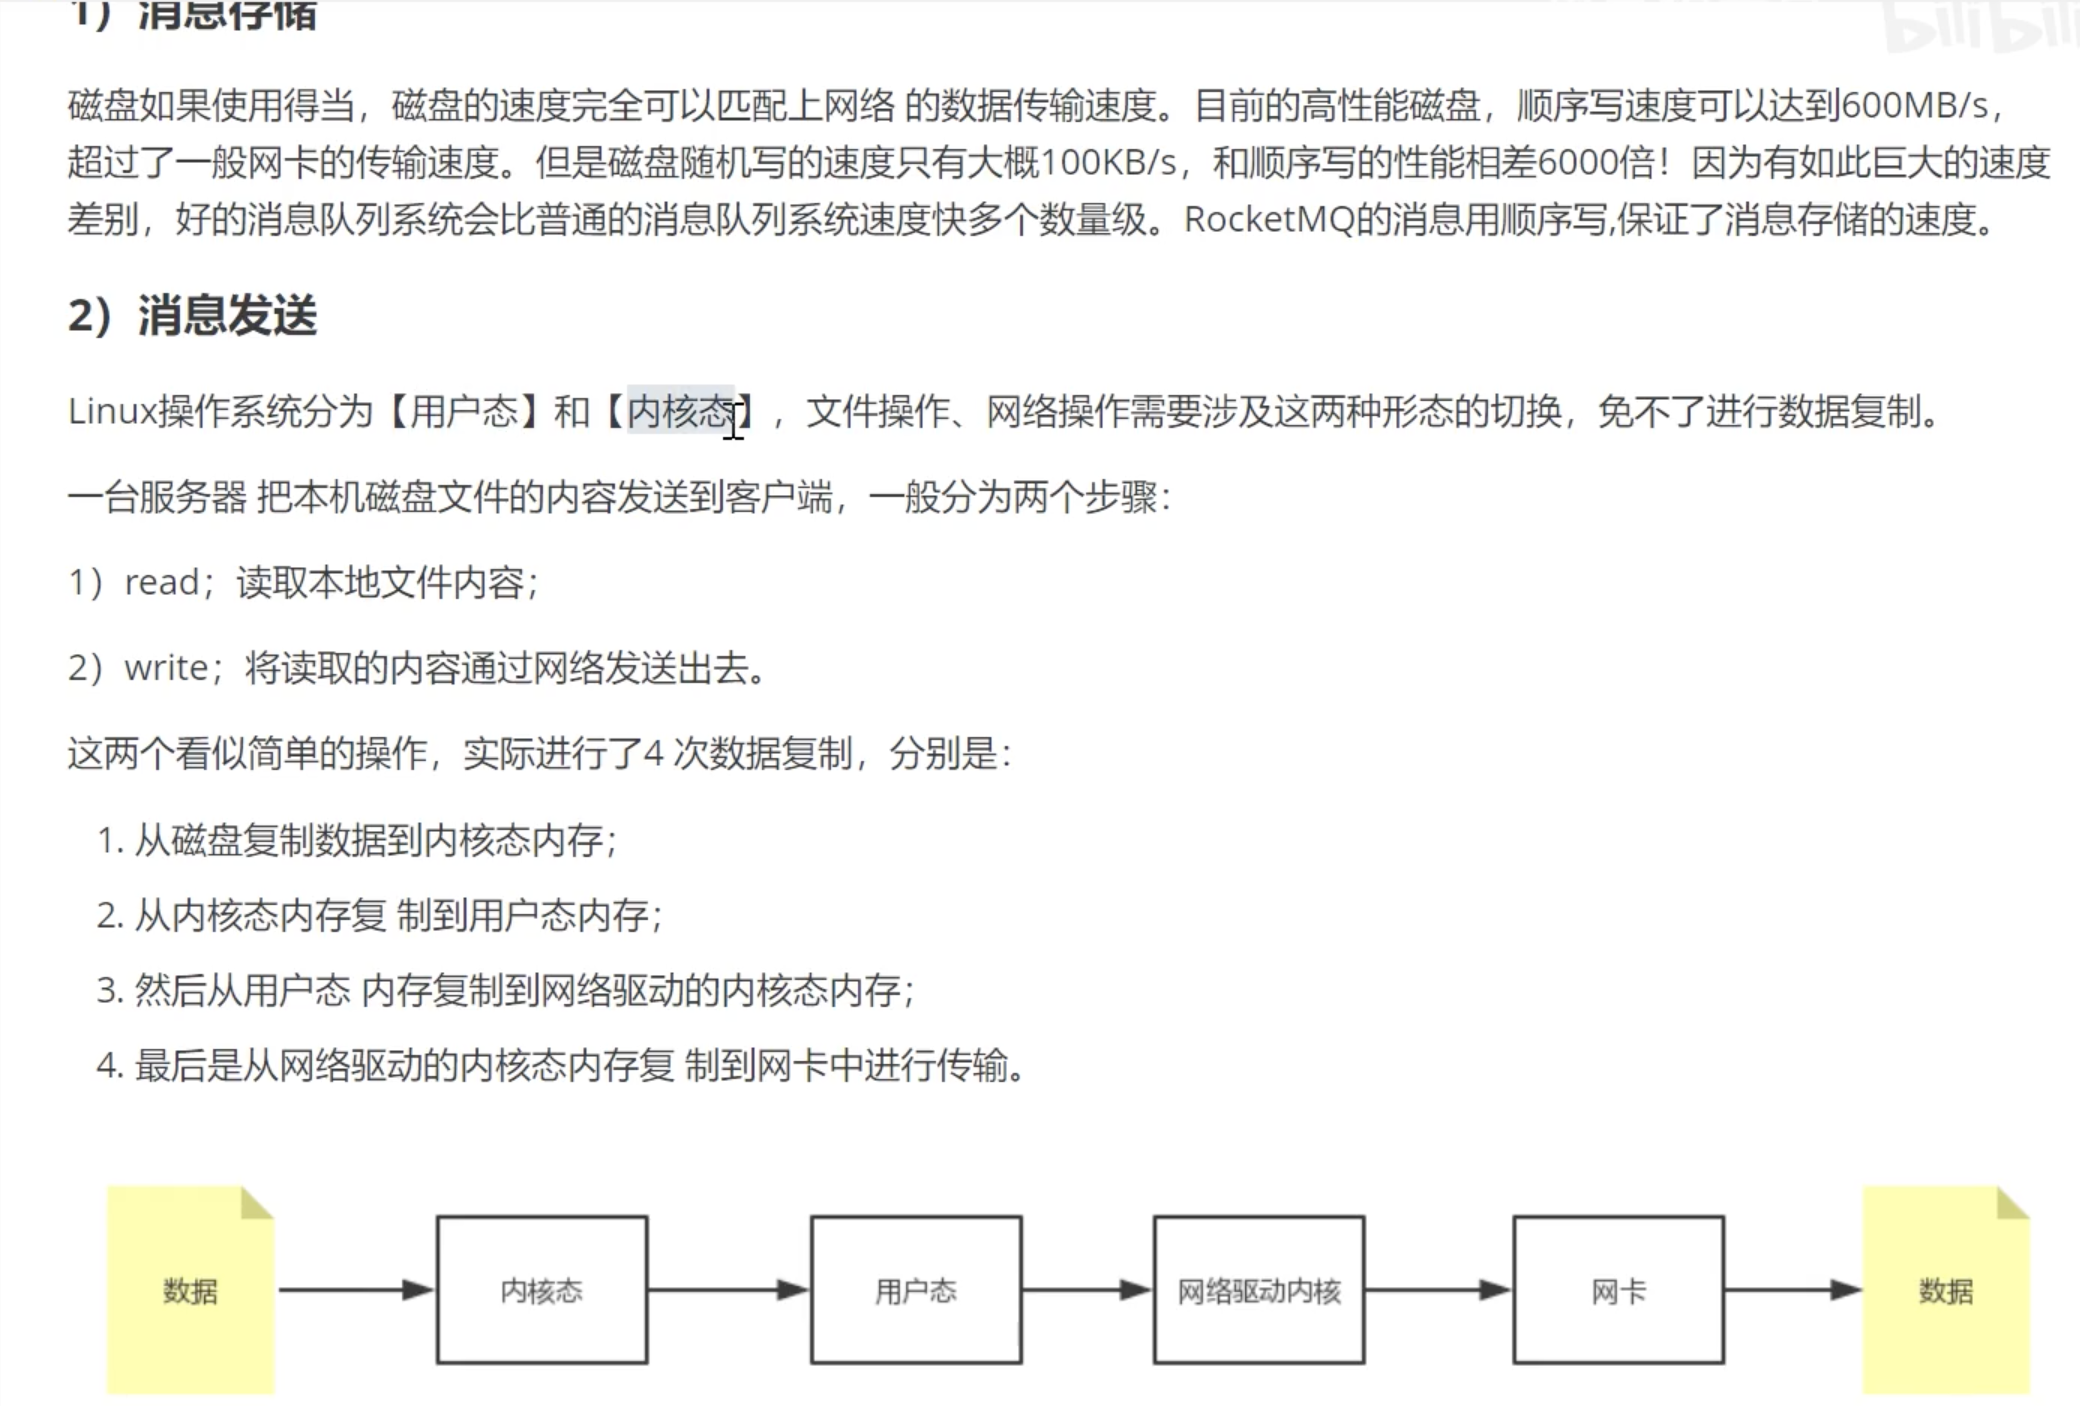 1）消息存储
bilibili
磁盘如果使用得当，磁盘的速度完全可以匹配上网络 的数据传输速度。目前的高性能磁盘，顺序写速度可以达到600MB/s，
超过了一般网卡的传输速度。但是磁盘随机写的速度只有大概100KB/s，和顺序写的性能相差6000倍！因为有如此巨大的速度
差别，好的消息队列系统会比普通的消息队列系统速度快多个数量级。RocketMQ的消息用顺序写,保证了消息存储的速度。
2）消息发送
Linux操作系统分为【用户态】和【内核态】，文件操作、网络操作需要涉及这两种形态的切换，免不了进行数据复制。
一台服务器 把本机磁盘文件的内容发送到客户端，一般分为两个步骤：
1）read；读取本地文件内容；
2）write；将读取的内容通过网络发送出去。
这两个看似简单的操作，实际进行了4 次数据复制，分别是：
1. 从磁盘复制数据到内核态内存；
2. 从内核态内存复 制到用户态内存；
3. 然后从用户态 内存复制到网络驱动的内核态内存；
4. 最后是从网络驱动的内核态内存复 制到网卡中进行传输。
数据
内核态
用户态
网络驱动内核
网卡
数据